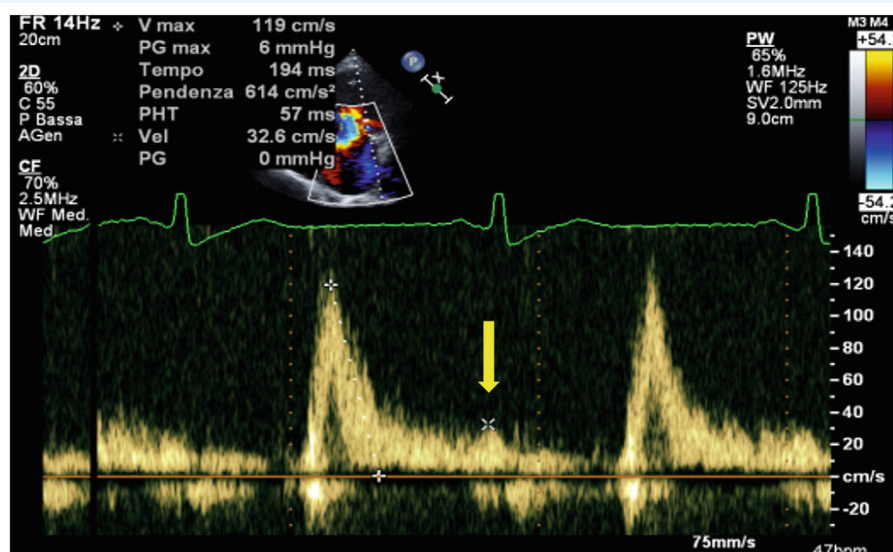 FR 14Hz
20cm
2D
60%
C 55
P Bassa
AGen
CF
70%
2.5MHz
WF Med.
Med.
V max 119 cm/s
PG max 6 mmHg
Tempo 194 ms
Pendenza 614 cm/s²
PHT 57 ms
Vel 32.6 cm/s
PG 0 mmHg
P
X
PW
65%
1.6MHz
WF 125Hz
SV2.0mm
9.0cm
M3 M4
+54.
-54.2
cm/s
140
120
100
80
60
40
20
cm/s
-20
75mm/s
47bpm